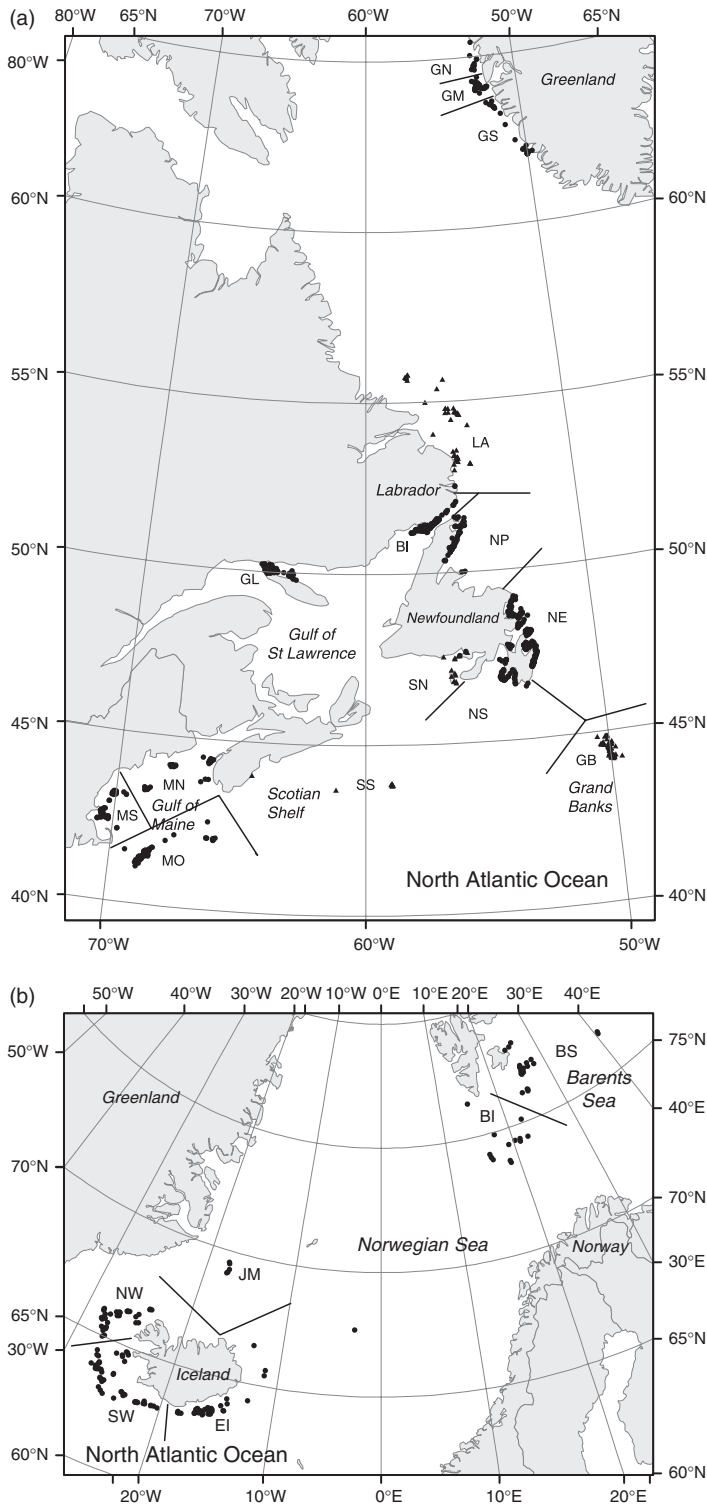 (a)
80°W 65°N 70°W 60°W 50°W 65°N
80°W
GN
Greenland
GM
GS
60°N 60°N
55°N 55°N
LA
Labrador
BI NP
50°N 50°N
GL
Newfoundland NE
Gulf of
St Lawrence
SN
NS
45°N 45°N
GB
MN SS
Grand
Banks
Scotian
Shelf
MS Gulf of
Maine
MO
North Atlantic Ocean
40°N 40°N
70°W 60°W 50°W
(b)
50°W 40°W 30°W 20°W 10°W 0°E 10°E 20°E 30°E 40°E
75°N
50°W BS
Barents
Sea
Greenland
40°E
BI
70°N
70°N
Norwegian Sea Norway
30°E
JM
NW
65°N
65°N
30°W
Iceland
SW EI
North Atlantic Ocean
60°N 60°N
20°W 10°W 0°E 10°E 20°E